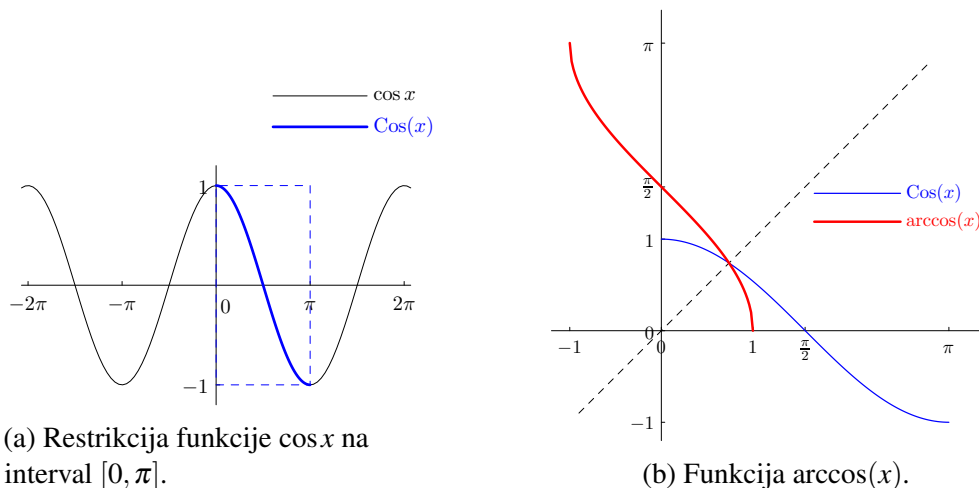 cos x
Cos(x)
1
−2π
−π
0
π
2π
−1
(a) Restrikcija funkcije cos x na
interval [0, π].
π
π/2
Cos(x)
arccos(x)
1
0
−1
0
1
π/2
π
−1
(b) Funkcija arccos(x).